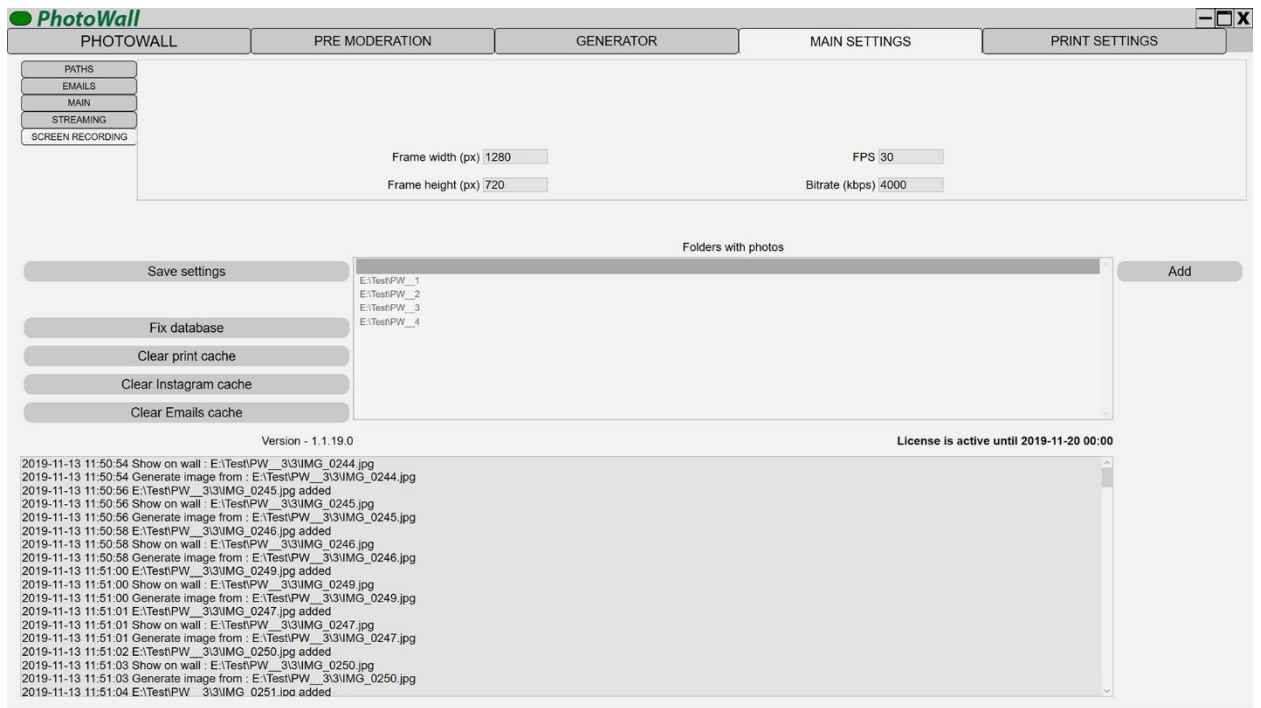 PhotoWall
PHOTOWALL PRE MODERATION GENERATOR MAIN SETTINGS PRINT SETTINGS
PATHS
EMAILS
MAIN
STREAMING
SCREEN RECORDING
Frame width (px) 1280 FPS 30
Frame height (px) 720 Bitrate (kbps) 4000
Folders with photos
Save settings Add
E:\Test\PW__1
E:\Test\PW__2
E:\Test\PW__3
E:\Test\PW__4
Fix database
Clear print cache
Clear Instagram cache
Clear Emails cache
Version - 1.1.19.0 License is active until 2019-11-20 00:00
2019-11-13 11:50:54 Show on wall : E:\Test\PW__3\3\IMG_0244.jpg
2019-11-13 11:50:54 Generate image from : E:\Test\PW__3\3\IMG_0244.jpg
2019-11-13 11:50:56 E:\Test\PW__3\3\IMG_0245.jpg added
2019-11-13 11:50:56 Show on wall : E:\Test\PW__3\3\IMG_0245.jpg
2019-11-13 11:50:56 Generate image from : E:\Test\PW__3\3\IMG_0245.jpg
2019-11-13 11:50:58 E:\Test\PW__3\3\IMG_0246.jpg added
2019-11-13 11:50:58 Show on wall : E:\Test\PW__3\3\IMG_0246.jpg
2019-11-13 11:50:58 Generate image from : E:\Test\PW__3\3\IMG_0246.jpg
2019-11-13 11:51:00 E:\Test\PW__3\3\IMG_0249.jpg added
2019-11-13 11:51:00 Show on wall : E:\Test\PW__3\3\IMG_0249.jpg
2019-11-13 11:51:00 Generate image from : E:\Test\PW__3\3\IMG_0249.jpg
2019-11-13 11:51:01 E:\Test\PW__3\3\IMG_0247.jpg added
2019-11-13 11:51:01 Show on wall : E:\Test\PW__3\3\IMG_0247.jpg
2019-11-13 11:51:01 Generate image from : E:\Test\PW__3\3\IMG_0247.jpg
2019-11-13 11:51:02 E:\Test\PW__3\3\IMG_0250.jpg added
2019-11-13 11:51:03 Show on wall : E:\Test\PW__3\3\IMG_0250.jpg
2019-11-13 11:51:03 Generate image from : E:\Test\PW__3\3\IMG_0250.jpg
2019-11-13 11:51:04 E:\Test\PW__3\3\IMG_0251.jpg added